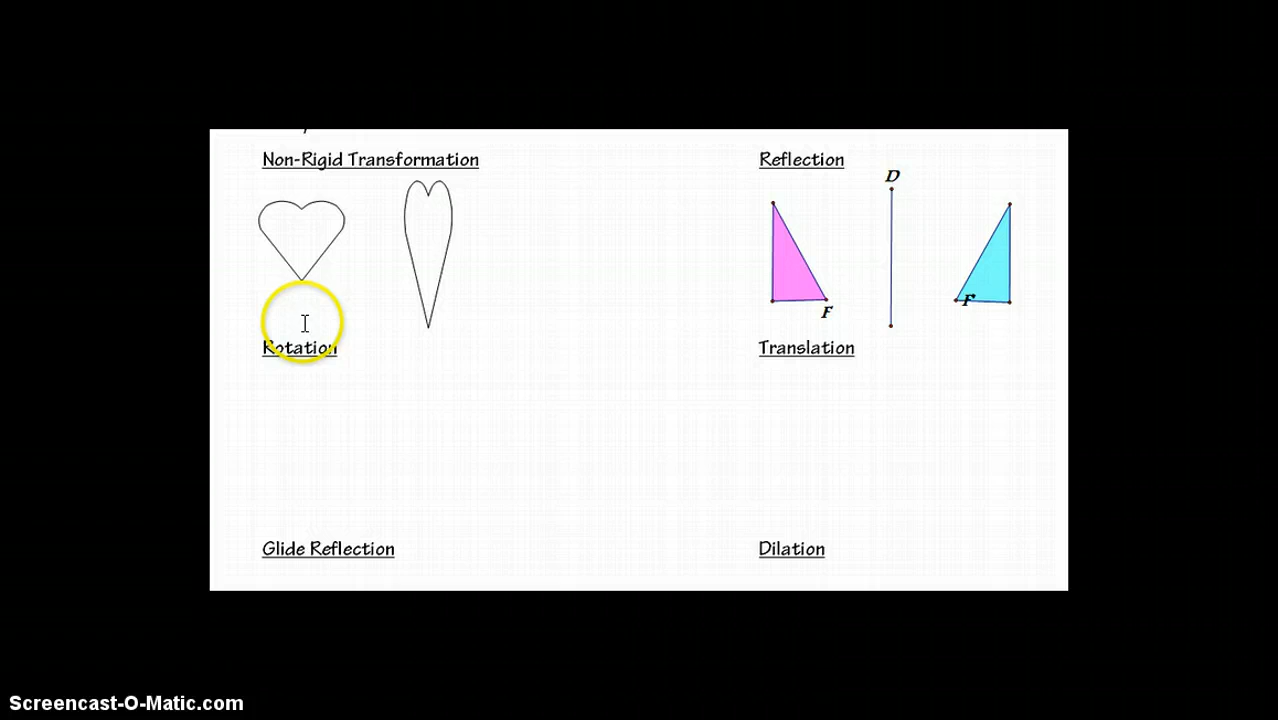 Non-Rigid Transformation
Reflection
D
F
F
Rotation
Translation
Glide Reflection
Dilation
Screencast-O-Matic.com